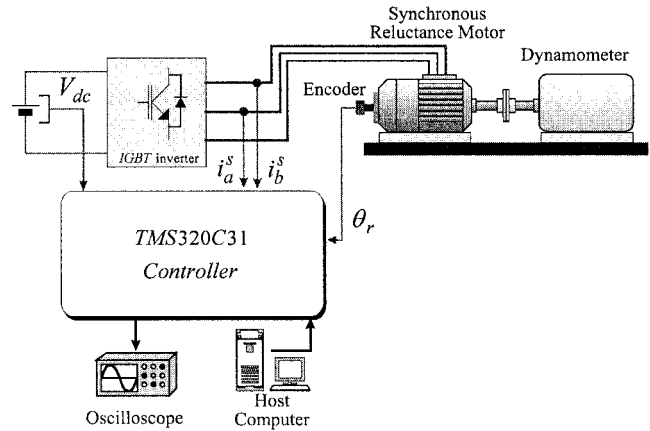 Synchronous
Reluctance Motor
Dynamometer
V_dc
Encoder
IGBT inverter
i_a^s
i_b^s
θ_r
TMS320C31
Controller
Oscilloscope
Host
Computer